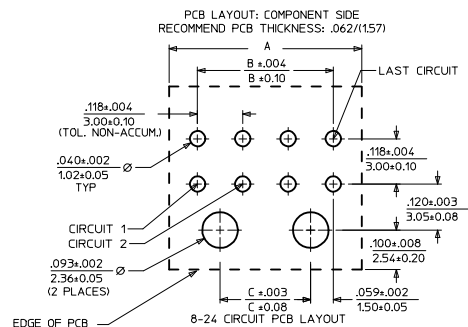 PCB LAYOUT: COMPONENT SIDE
RECOMMEND PCB THICKNESS: .062/(1.57)
A
B ±.004
B ±0.10
LAST CIRCUIT
.118±.004
3.00±0.10
(TOL. NON-ACCUM.)
.040±.002
1.02±0.05
TYP
Ø
.118±.004
3.00±0.10
CIRCUIT 1
CIRCUIT 2
.120±.003
3.05±0.08
.093±.002
2.36±0.05
(2 PLACES)
Ø
.100±.008
2.54±0.20
C ±.003
C ±0.08
.059±.002
1.50±0.05
EDGE OF PCB
8-24 CIRCUIT PCB LAYOUT